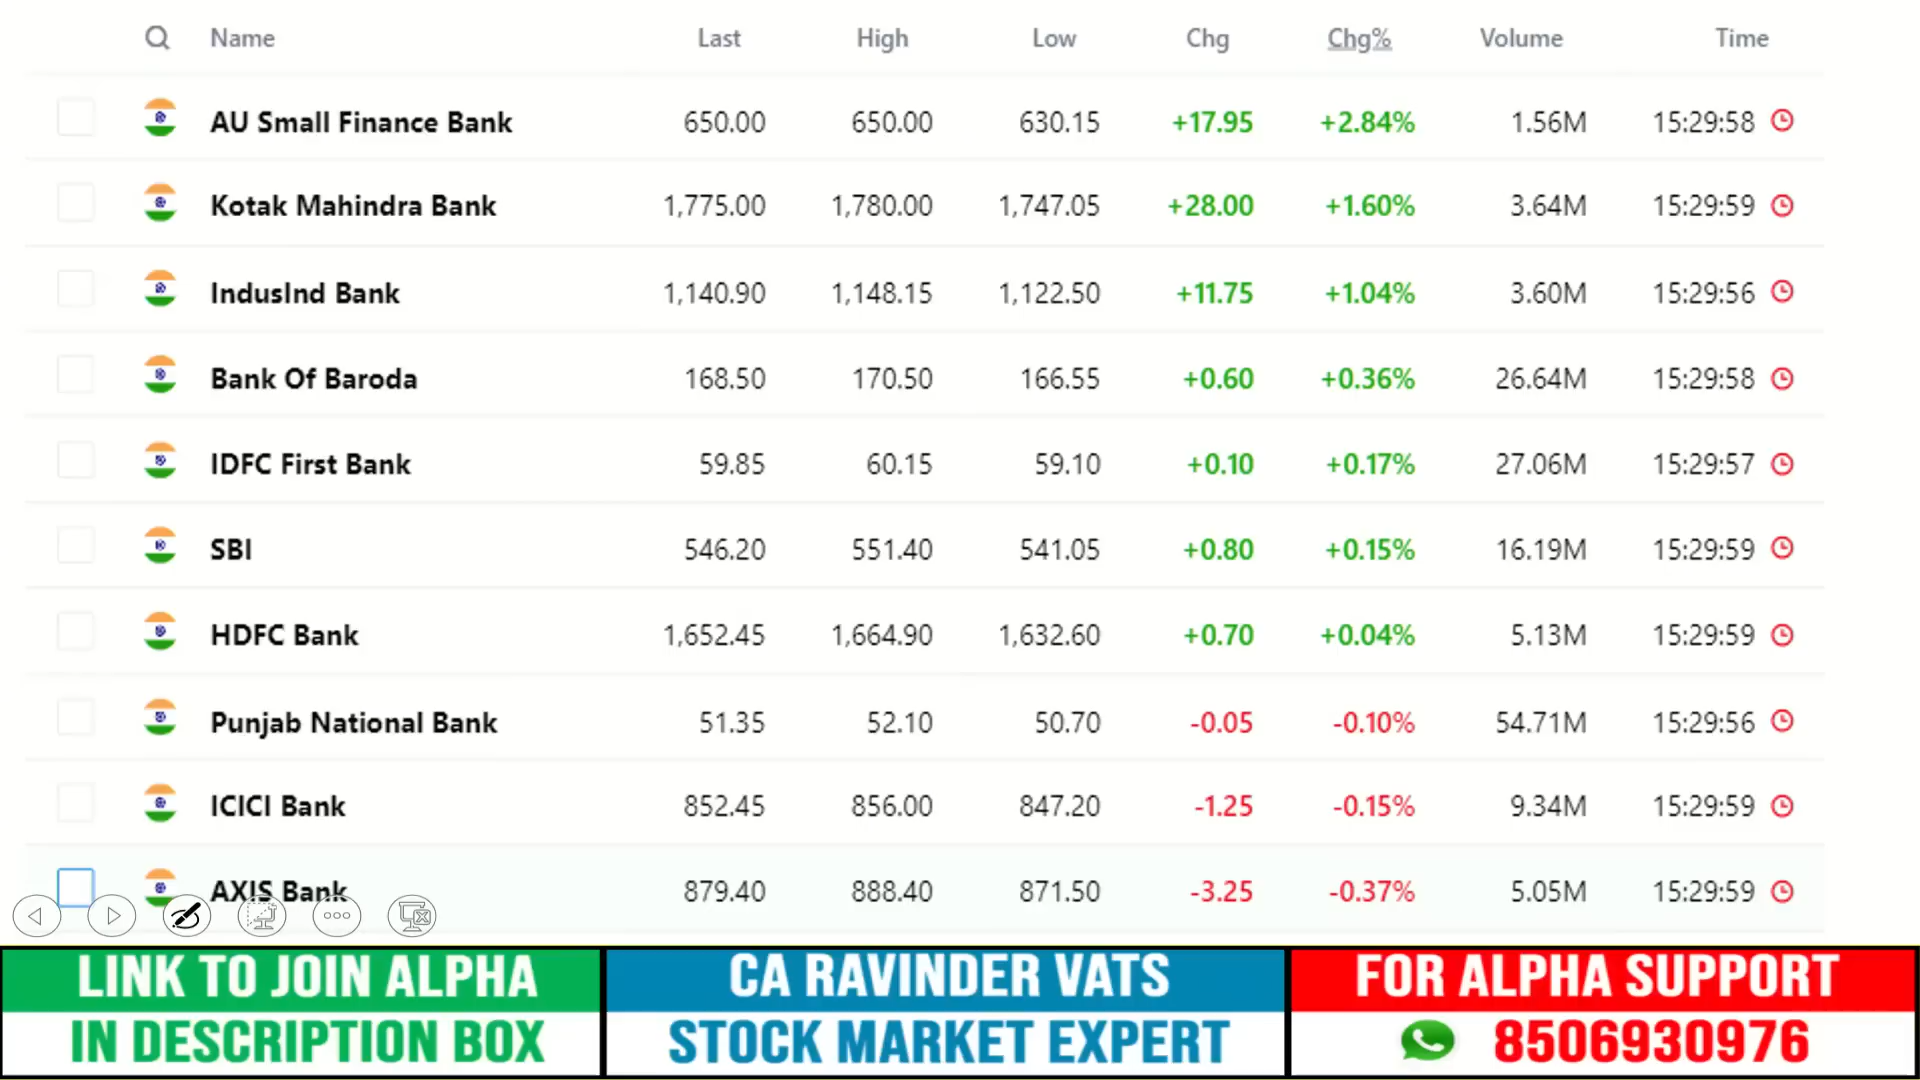 Name Last High Low Chg Chg% Volume Time
AU Small Finance Bank 650.00 650.00 630.15 +17.95 +2.84% 1.56M 15:29:58
Kotak Mahindra Bank 1,775.00 1,780.00 1,747.05 +28.00 +1.60% 3.64M 15:29:59
IndusInd Bank 1,140.90 1,148.15 1,122.50 +11.75 +1.04% 3.60M 15:29:56
Bank Of Baroda 168.50 170.50 166.55 +0.60 +0.36% 26.64M 15:29:58
IDFC First Bank 59.85 60.15 59.10 +0.10 +0.17% 27.06M 15:29:57
SBI 546.20 551.40 541.05 +0.80 +0.15% 16.19M 15:29:59
HDFC Bank 1,652.45 1,664.90 1,632.60 +0.70 +0.04% 5.13M 15:29:59
Punjab National Bank 51.35 52.10 50.70 -0.05 -0.10% 54.71M 15:29:56
ICICI Bank 852.45 856.00 847.20 -1.25 -0.15% 9.34M 15:29:59
AXIS Bank 879.40 888.40 871.50 -3.25 -0.37% 5.05M 15:29:59
LINK TO JOIN ALPHA
IN DESCRIPTION BOX
CA RAVINDER VATS
STOCK MARKET EXPERT
FOR ALPHA SUPPORT
8506930976